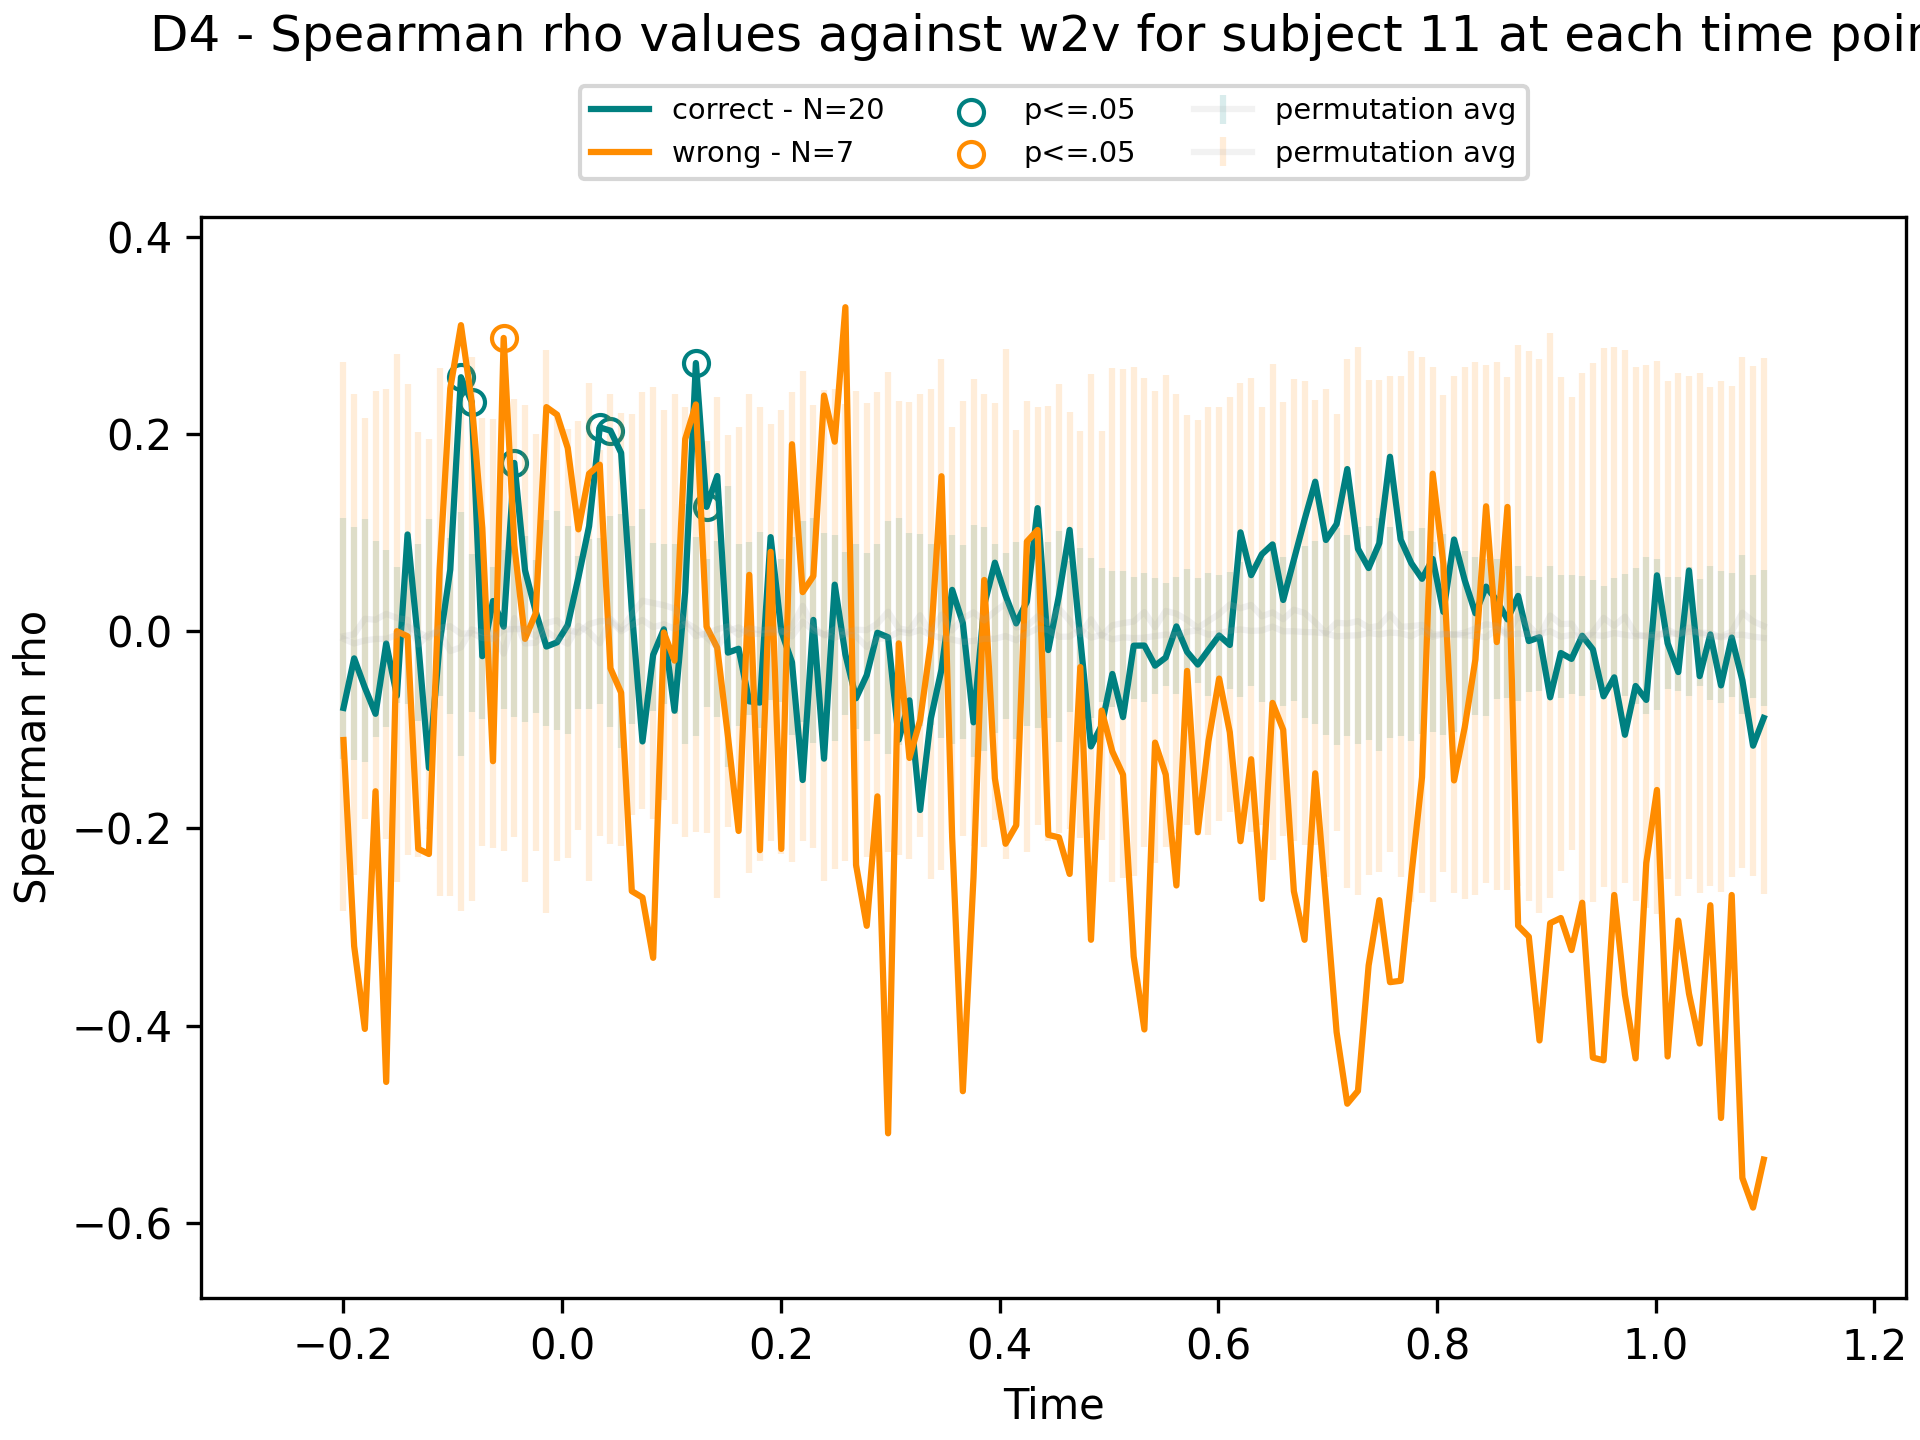 D4 - Spearman rho values against w2v for subject 11 at each time
correct - N=20 p<=.05 permutation avg
wrong - N=7 p<=.05 permutation avg
0.4
0.2
0.0
−0.2
−0.4
−0.6
Spearman rho
−0.2 0.0 0.2 0.4 0.6 0.8 1.0 1.2
Time